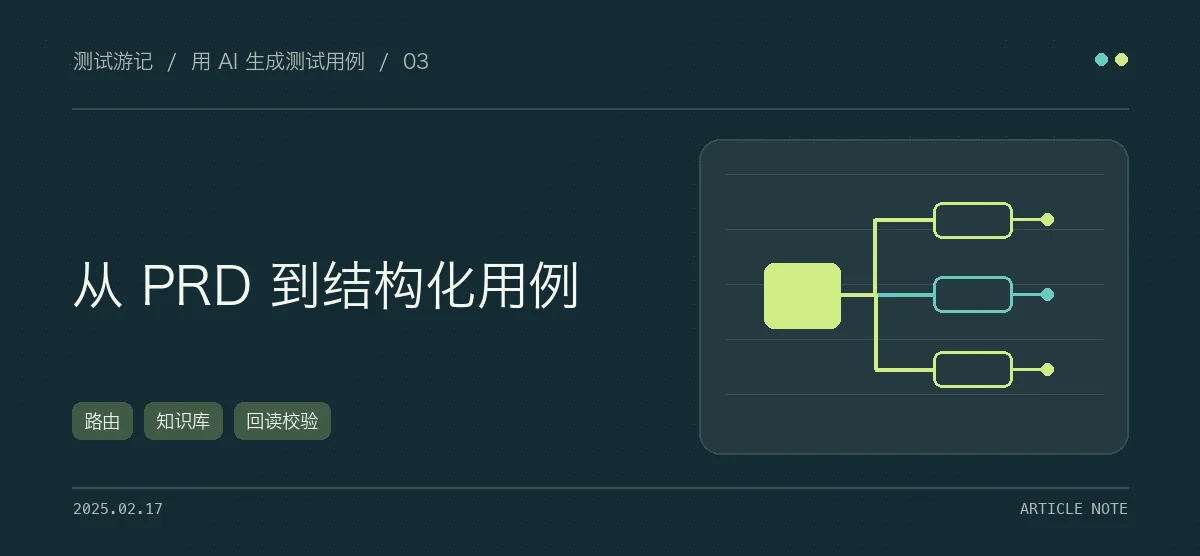 测试游记 / 用 AI 生成测试用例 / 03
从 PRD 到结构化用例
路由 知识库 回读校验
2025.02.17 ARTICLE NOTE